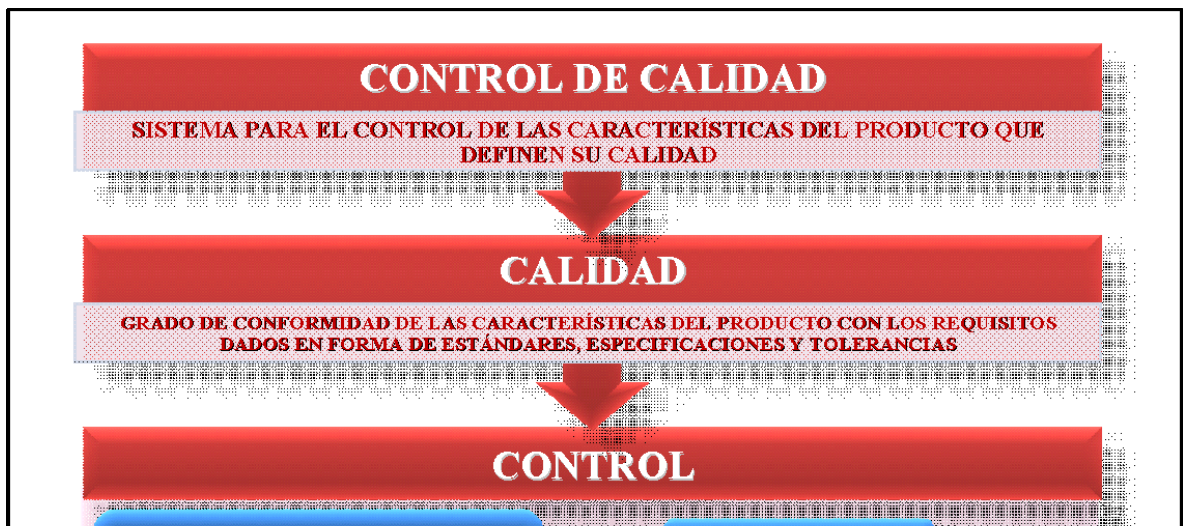 CONTROL DE CALIDAD
SISTEMA PARA EL CONTROL DE LAS CARACTERÍSTICAS DEL PRODUCTO QUE
DEFINEN SU CALIDAD
CALIDAD
GRADO DE CONFORMIDAD DE LAS CARACTERÍSTICAS DEL PRODUCTO CON LOS REQUISITOS
DADOS EN FORMA DE ESTÁNDARES, ESPECIFICACIONES Y TOLERANCIAS
CONTROL